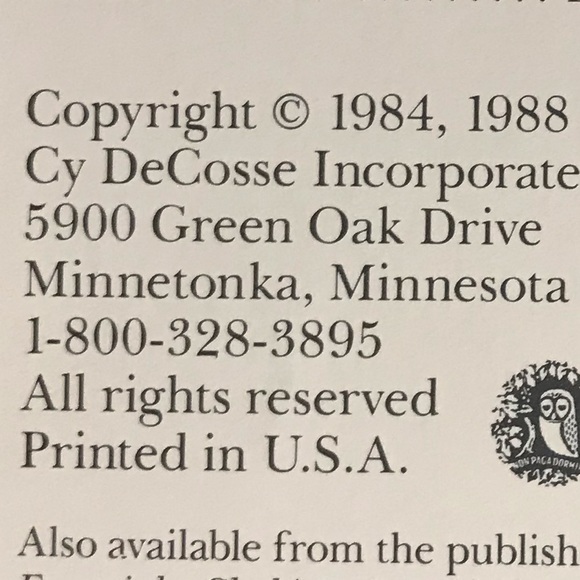 Copyright © 1984, 1988
Cy DeCosse Incorporate
5900 Green Oak Drive
Minnetonka, Minnesota
1-800-328-3895
All rights reserved
Printed in U.S.A.
Also available from the publish